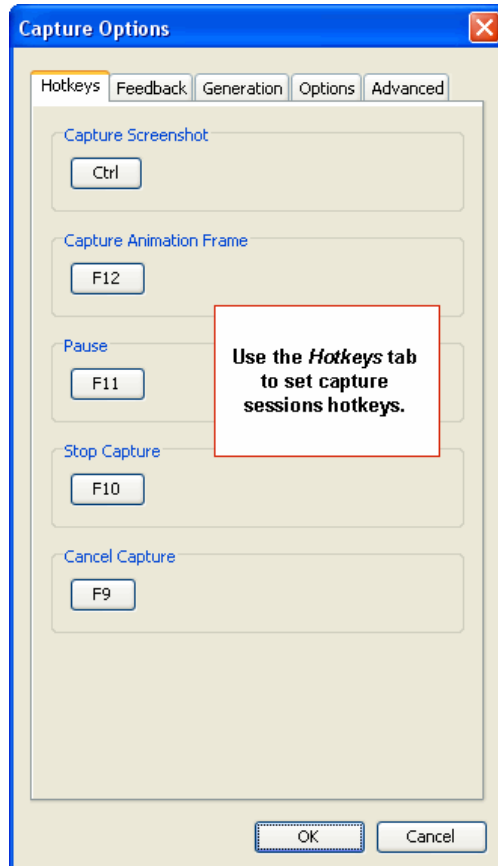 Capture Options
Hotkeys Feedback Generation Options Advanced
Capture Screenshot
Ctrl
Capture Animation Frame
F12
Pause
F11
Use the Hotkeys tab
to set capture
sessions hotkeys.
Stop Capture
F10
Cancel Capture
F9
OK Cancel